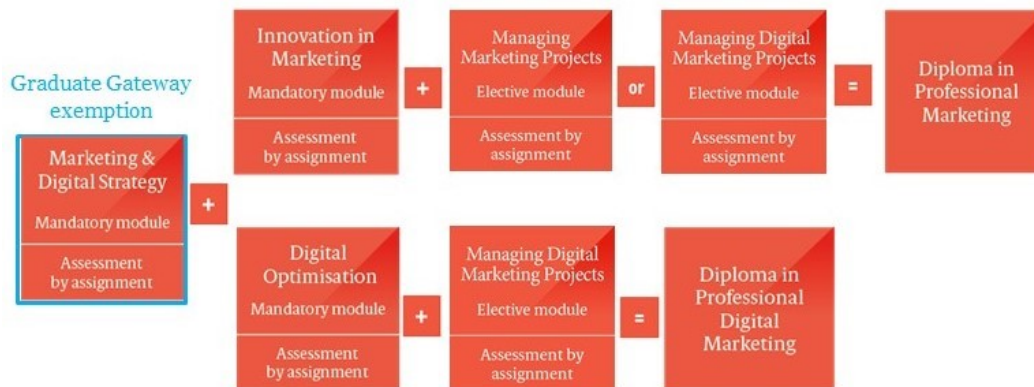 Graduate Gateway
exemption
Marketing &
Digital Strategy
Mandatory module
Assessment
by assignment
+
Innovation in
Marketing
Mandatory module
Assessment
by assignment
+
Managing
Marketing Projects
Elective module
Assessment by
assignment
or
Managing Digital
Marketing Projects
Elective module
Assessment by
assignment
=
Diploma in
Professional
Marketing
Digital
Optimisation
Mandatory module
Assessment
by assignment
+
Managing Digital
Marketing Projects
Elective module
Assessment by
assignment
=
Diploma in
Professional
Digital
Marketing